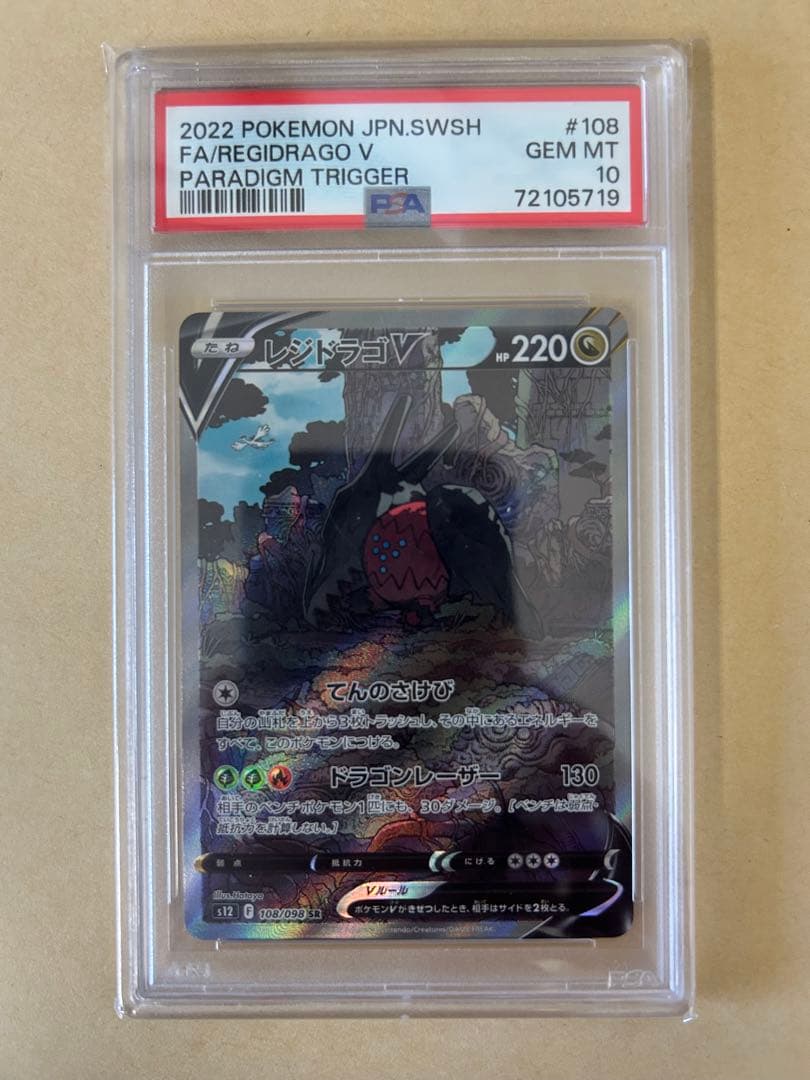 2022 POKEMON JPN.SWSH #108
FA/REGIDRAGO V GEM MT
PARADIGM TRIGGER 10
PSA 72105719
たね レジドラゴV HP 220
てんのさけび
自分の山札を上から3枚トラッシュし、その中にあるエネルギーを
すべて、このポケモンにつける。
ドラゴンレーザー 130
相手のベンチポケモン1匹にも、30ダメージ。[ベンチは弱点・
抵抗力を計算しない。]
弱点 抵抗力 にげる
Vルール
ポケモンVがきぜつしたとき、相手はサイドを2枚とる。
illus.Hataya
s12 F 108/098 SR
Nintendo/Creatures/GAME FREAK.